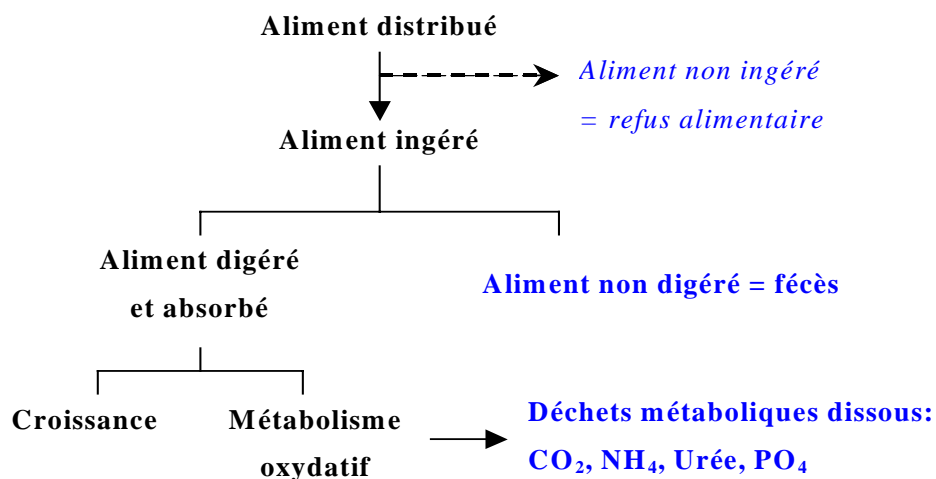 Aliment distribué
Aliment non ingéré
= refus alimentaire
Aliment ingéré
Aliment digéré
et absorbé
Aliment non digéré = fécès
Croissance
Métabolisme
oxydatif
Déchets métaboliques dissous:
CO₂, NH₄, Urée, PO₄